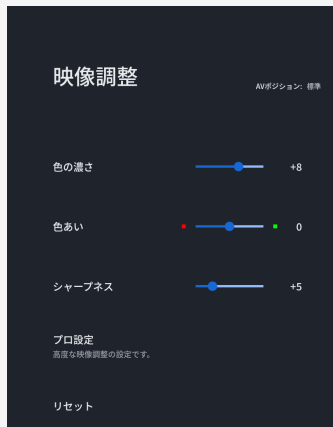 映像調整
AVポジション: 標準
色の濃さ +8
色あい 0
シャープネス +5
プロ設定
高度な映像調整の設定です。
リセット